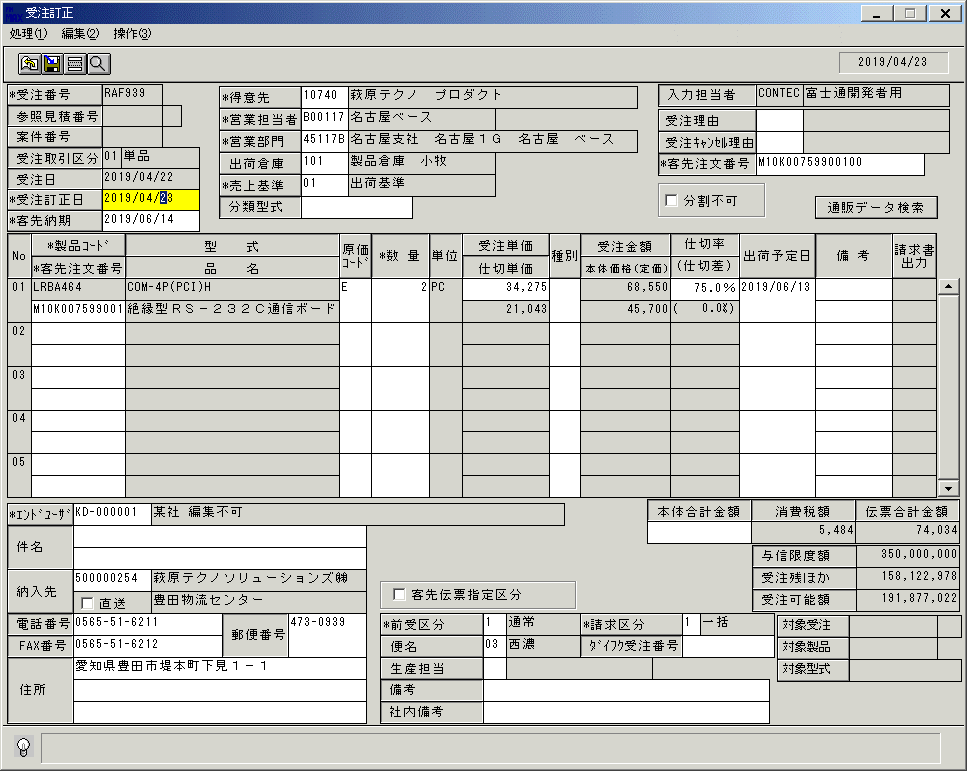 受注訂正
処理(1) 編集(2) 操作(3)
2019/04/23
*受注番号 RAF939
参照見積番号
案件番号
受注取引区分 01 単品
受注日 2019/04/22
*受注訂正日 2019/04/23
*客先納期 2019/06/14
*得意先 10740 萩原テクノ プロダクト
*営業担当者 B00117 名古屋ベース
*営業部門 45117B 名古屋支社 名古屋1G 名古屋 ベース
出荷倉庫 101 製品倉庫 小牧
*売上基準 01 出荷基準
分類型式
入力担当者 CONTEC 富士通開発者用
受注理由
受注ｷｬﾝｾﾙ理由
*客先注文番号 M10K00759900100
分割不可
通販データ検索
No *製品ｺｰﾄﾞ 型 式 原価ｺｰﾄﾞ *数 量 単位 受注単価 種別 受注金額 仕切率 出荷予定日 備 考 請求書出力
*客先注文番号 品 名 仕切単価 本体価格(定価) (仕切差)
01 LRBA464 COM-4P(PCI)H E 2 PC 34,275 68,550 75.0% 2019/06/13
M10K007599001 絶縁型RS－232C通信ボード 21,043 45,700 ( 0.0%)
02
03
04
05
*ｴﾝﾄﾞﾕｰｻﾞ KD-000001 某社 編集不可
件名
納入先 500000254 萩原テクノソリューションズ㈱
直送 豊田物流センター
電話番号 0565-51-6211 郵便番号 473-0939
FAX番号 0565-51-6212
住所 愛知県豊田市堤本町下見1－1
本体合計金額 消費税額 伝票合計金額
5,484 74,034
与信限度額 350,000,000
受注残ほか 158,122,978
受注可能額 191,877,022
客先伝票指定区分
*前受区分 1 通常 *請求区分 1 一括
便名 03 西濃 ﾀﾞｲﾌｸ受注番号
生産担当
備考
社内備考
対象受注
対象製品
対象型式